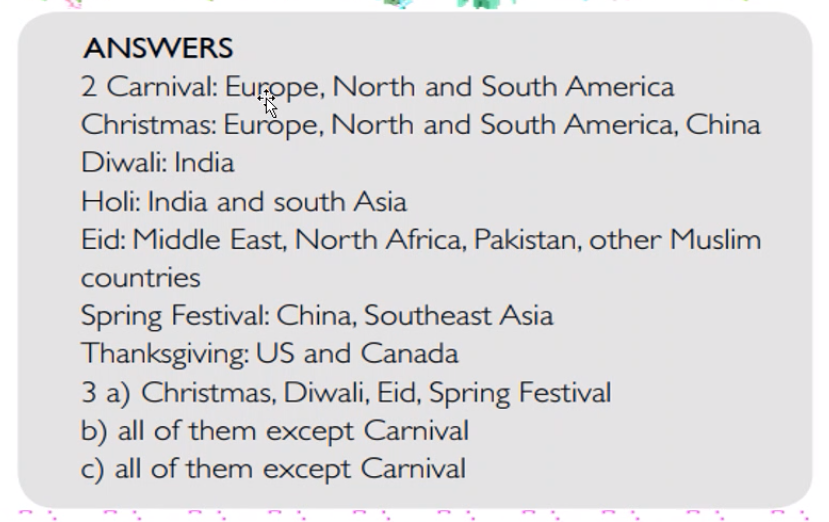 ANSWERS
2 Carnival: Europe, North and South America
Christmas: Europe, North and South America, China
Diwali: India
Holi: India and south Asia
Eid: Middle East, North Africa, Pakistan, other Muslim
countries
Spring Festival: China, Southeast Asia
Thanksgiving: US and Canada
3 a) Christmas, Diwali, Eid, Spring Festival
b) all of them except Carnival
c) all of them except Carnival